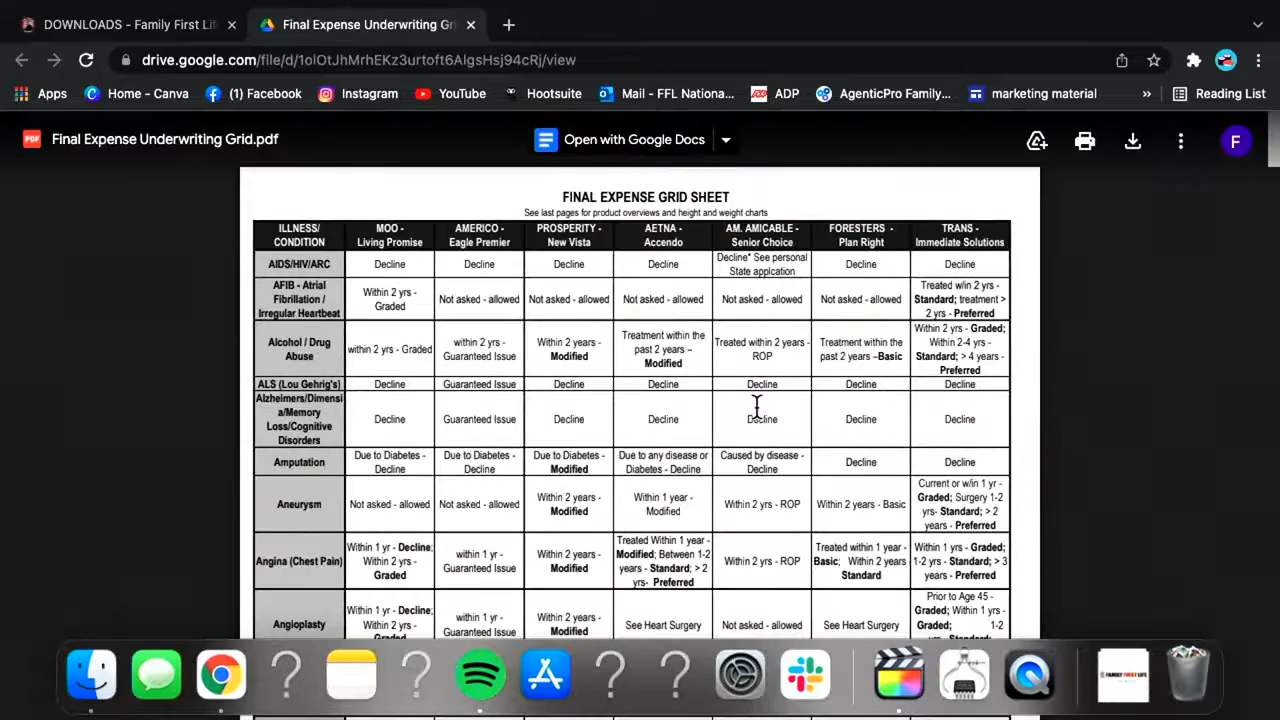 DOWNLOADS - Family First Lif
Final Expense Underwriting Gri
drive.google.com/file/d/1olOtJhMrhEKz3urtoft6AlgsHsj94cRj/view
Apps
Home - Canva
(1) Facebook
Instagram
YouTube
Hootsuite
Mail - FFL Nationa...
ADP
AgenticPro Family...
marketing material
Reading List
PDF
Final Expense Underwriting Grid.pdf
Open with Google Docs
F
FINAL EXPENSE GRID SHEET
See last pages for product overviews and height and weight charts
ILLNESS/ MOO - AMERICO - PROSPERITY - AETNA - AM. AMICABLE - FORESTERS - TRANS -
CONDITION Living Promise Eagle Premier New Vista Accendo Senior Choice Plan Right Immediate Solutions
Decline* See personal
AIDS/HIV/ARC Decline Decline Decline Decline State applcation Decline Decline
AFIB - Atrial Within 2 yrs - Treated w/in 2 yrs -
Fibrillation / Graded Not asked - allowed Not asked - allowed Not asked - allowed Not asked - allowed Not asked - allowed Standard; treatment >
Irregular Heartbeat 2 yrs - Preferred
Within 2 yrs - Graded;
Alcohol / Drug within 2 yrs - Graded within 2 yrs - Within 2 years - Treatment within the Treated within 2 years - Treatment within the Within 2-4 yrs -
Abuse Guaranteed Issue Modified past 2 years – ROP past 2 years –Basic Standard; > 4 years -
Modified Preferred
ALS (Lou Gehrig's) Decline Guaranteed Issue Decline Decline Decline Decline Decline
Alzheimers/Dimensi
a/Memory
Loss/Cognitive Decline Guaranteed Issue Decline Decline Decline Decline Decline
Disorders
Amputation Due to Diabetes - Due to Diabetes - Due to Diabetes - Due to any disease or Caused by disease - Decline Decline
Decline Decline Modified Diabetes - Decline Decline
Current or w/in 1 yr -
Aneurysm Not asked - allowed Not asked - allowed Within 2 years - Within 1 year - Within 2 yrs - ROP Within 2 years - Basic Graded; Surgery 1-2
Modified Modified yrs- Standard; > 2
years - Preferred
Treated Within 1 year -
Within 1 yr - Decline; within 1 yr - Within 2 years - Modified; Between 1-2 Treated within 1 year - Within 1 yrs - Graded;
Angina (Chest Pain) Within 2 yrs - Guaranteed Issue Modified years - Standard; > 2 Within 2 yrs - ROP Basic; Within 2 years 1-2 yrs - Standard; > 3
Graded yrs- Preferred Standard years - Preferred
Prior to Age 45 -
Within 1 yr - Decline; within 1 yr - Within 2 years - Graded; Within 1 yrs -
Angioplasty Within 2 yrs - Guaranteed Issue Modified See Heart Surgery Not asked - allowed See Heart Surgery Graded; 1-2
Graded yrs - Standard;
FAMILY FIRST LIFE